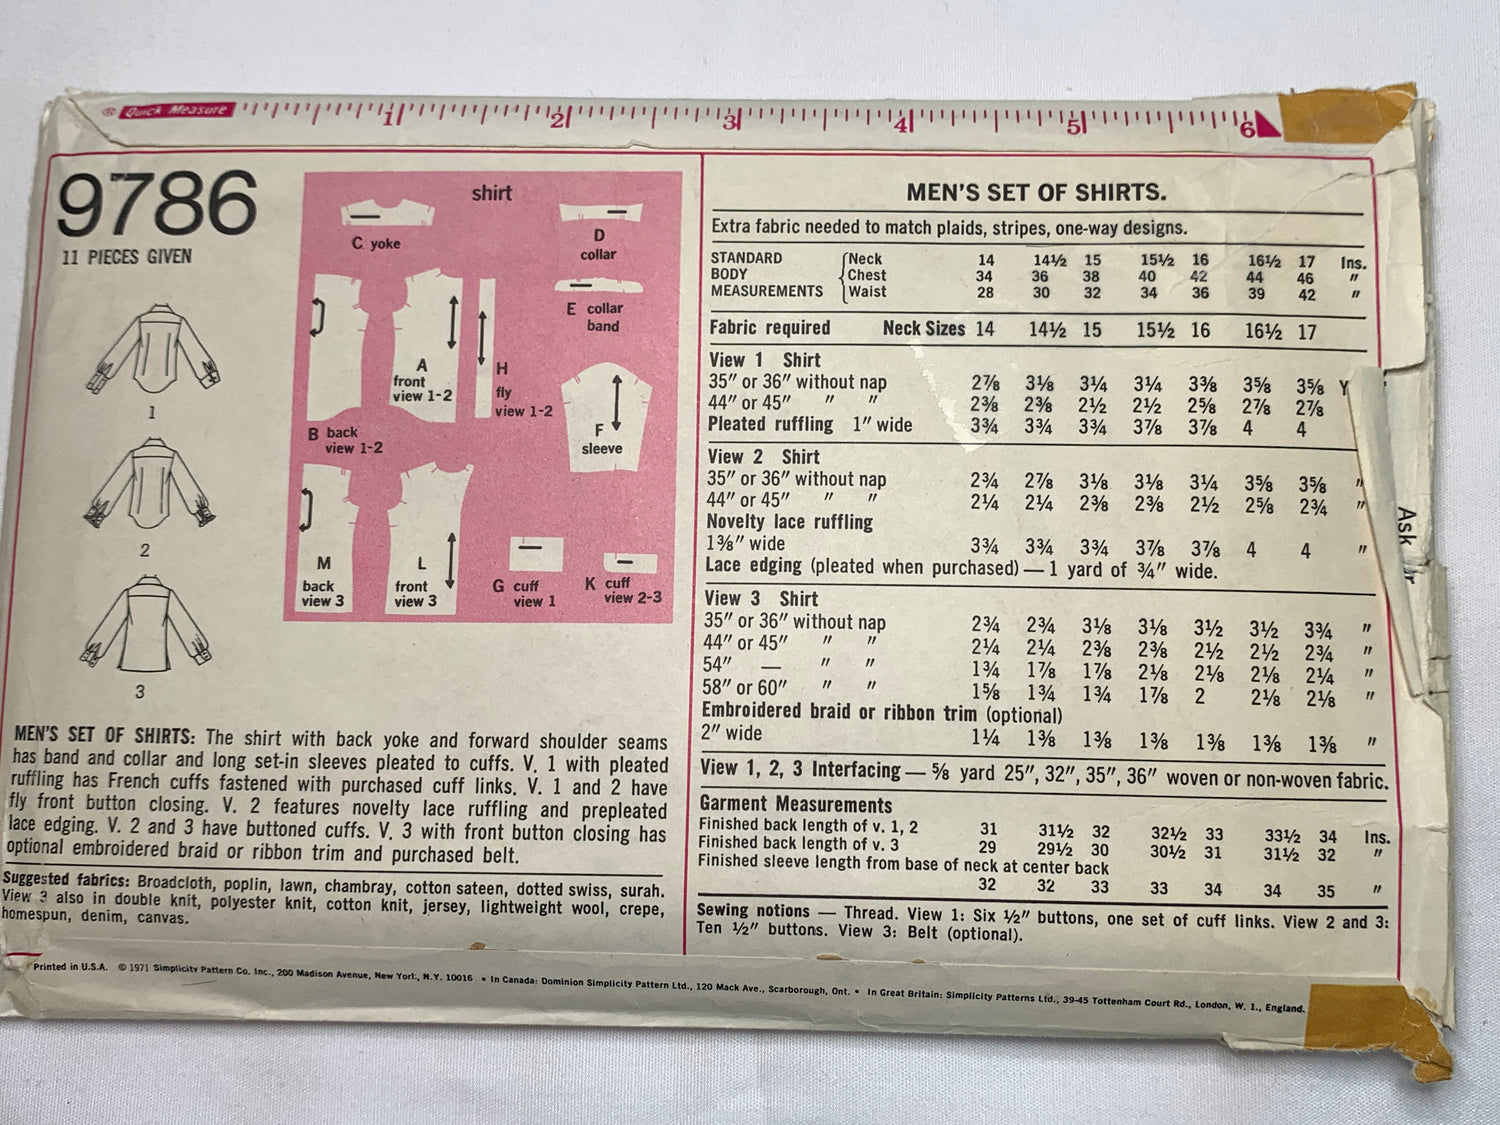 ® Quick Measure 1 2 3 4 5 6
9786
11 PIECES GIVEN
1
2
3
shirt
C yoke
D
collar
E collar
band
A
front
view 1-2
H
fly
view 1-2
B back
view 1-2
F
sleeve
M
back
view 3
L
front
view 3
G cuff
view 1
K cuff
view 2-3
MEN'S SET OF SHIRTS: The shirt with back yoke and forward shoulder seams
has band and collar and long set-in sleeves pleated to cuffs. V. 1 with pleated
ruffling has French cuffs fastened with purchased cuff links. V. 1 and 2 have
fly front button closing. V. 2 features novelty lace ruffling and prepleated
lace edging. V. 2 and 3 have buttoned cuffs. V. 3 with front button closing has
optional embroidered braid or ribbon trim and purchased belt.
Suggested fabrics: Broadcloth, poplin, lawn, chambray, cotton sateen, dotted swiss, surah.
View 3 also in double knit, polyester knit, cotton knit, jersey, lightweight wool, crepe,
homespun, denim, canvas.
MEN'S SET OF SHIRTS.
Extra fabric needed to match plaids, stripes, one-way designs.
STANDARD Neck 14 14½ 15 15½ 16 16½ 17 Ins.
BODY Chest 34 36 38 40 42 44 46 "
MEASUREMENTS Waist 28 30 32 34 36 39 42 "
Fabric required Neck Sizes 14 14½ 15 15½ 16 16½ 17
View 1 Shirt
35" or 36" without nap 2⅞ 3⅛ 3¼ 3¼ 3⅜ 3⅝ 3⅝ Y
44" or 45" " " 2⅜ 2⅜ 2½ 2½ 2⅝ 2⅞ 2⅞
Pleated ruffling 1" wide 3¾ 3¾ 3¾ 3⅞ 3⅞ 4 4
View 2 Shirt
35" or 36" without nap 2¾ 2⅞ 3⅛ 3⅛ 3¼ 3⅝ 3⅝ "
44" or 45" " " 2¼ 2¼ 2⅜ 2⅜ 2½ 2⅝ 2¾ "
Novelty lace ruffling
1⅜" wide 3¾ 3¾ 3¾ 3⅞ 3⅞ 4 4 "
Lace edging (pleated when purchased) — 1 yard of ¾" wide.
View 3 Shirt
35" or 36" without nap 2¾ 2¾ 3⅛ 3⅛ 3½ 3½ 3¾ "
44" or 45" " " 2¼ 2¼ 2⅜ 2⅜ 2½ 2½ 2¾ "
54" — " " 1¾ 1⅞ 1⅞ 2⅛ 2⅛ 2⅛ 2¼ "
58" or 60" " " 1⅝ 1¾ 1¾ 1⅞ 2 2⅛ 2⅛ "
Embroidered braid or ribbon trim (optional)
2" wide 1¼ 1⅜ 1⅜ 1⅜ 1⅜ 1⅜ 1⅜ "
View 1, 2, 3 Interfacing — ⅝ yard 25", 32", 35", 36" woven or non-woven fabric.
Garment Measurements
Finished back length of v. 1, 2 31 31½ 32 32½ 33 33½ 34 Ins.
Finished back length of v. 3 29 29½ 30 30½ 31 31½ 32 "
Finished sleeve length from base of neck at center back
32 32 33 33 34 34 35 "
Sewing notions — Thread. View 1: Six ½" buttons, one set of cuff links. View 2 and 3:
Ten ½" buttons. View 3: Belt (optional).
Ask
Printed in U.S.A. © 1971 Simplicity Pattern Co. Inc., 200 Madison Avenue, New York, N.Y. 10016 • In Canada: Dominion Simplicity Pattern Ltd., 120 Mack Ave., Scarborough, Ont. • In Great Britain: Simplicity Patterns Ltd., 39-45 Tottenham Court Rd., London, W. 1., England.